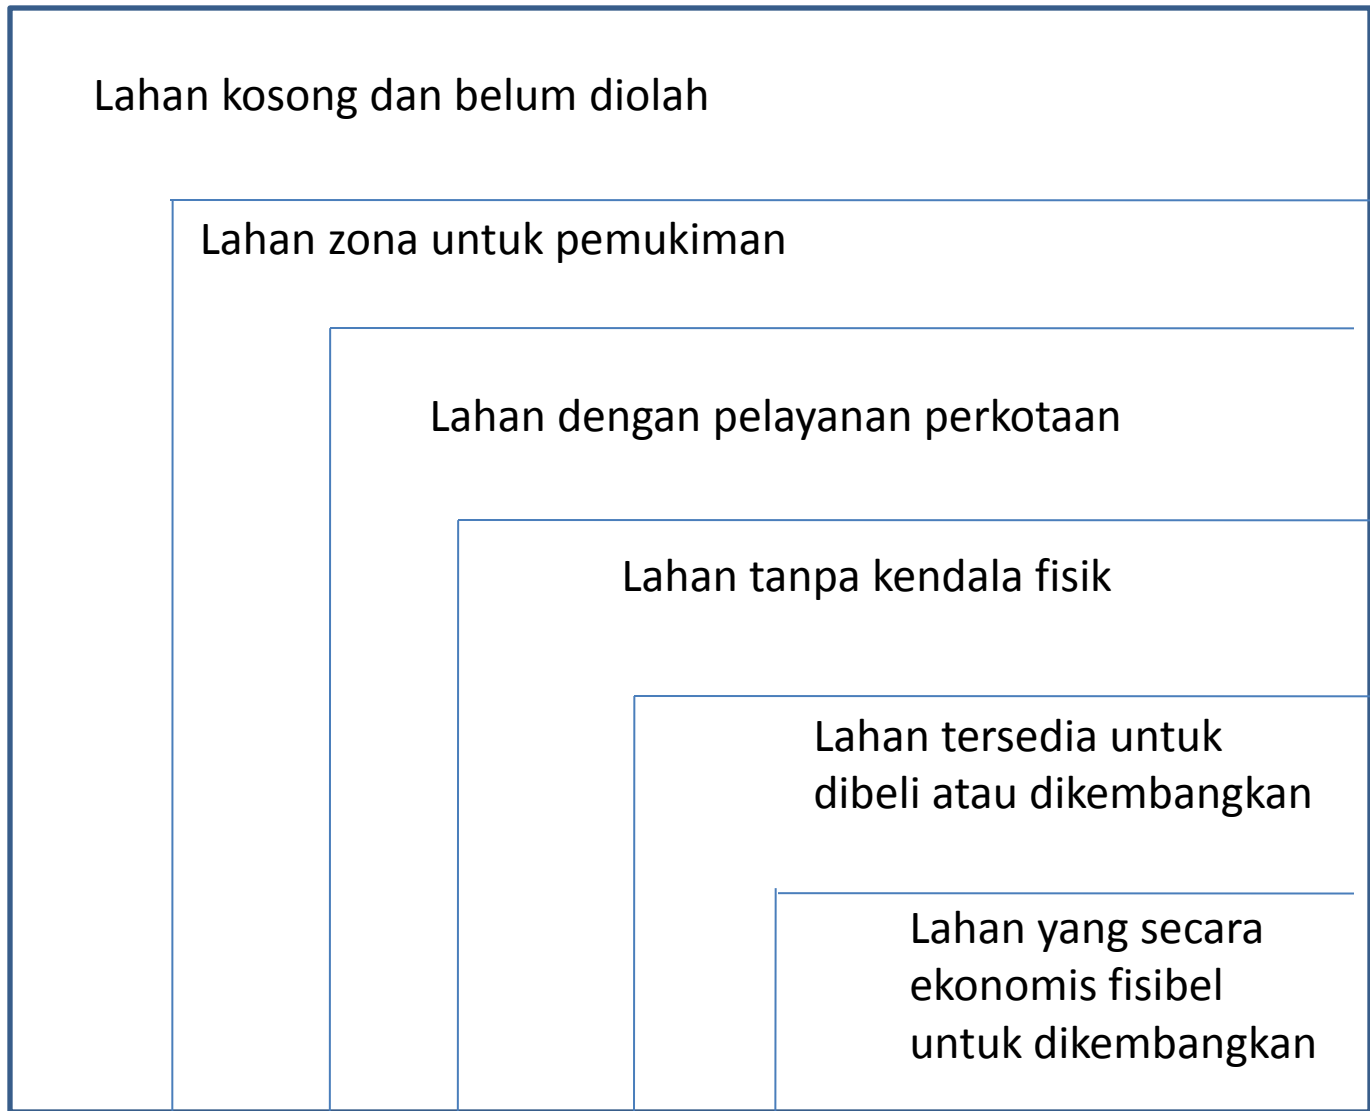 Lahan kosong dan belum diolah
Lahan zona untuk pemukiman
Lahan dengan pelayanan perkotaan
Lahan tanpa kendala fisik
Lahan tersedia untuk
dibeli atau dikembangkan
Lahan yang secara
ekonomis fisibel
untuk dikembangkan